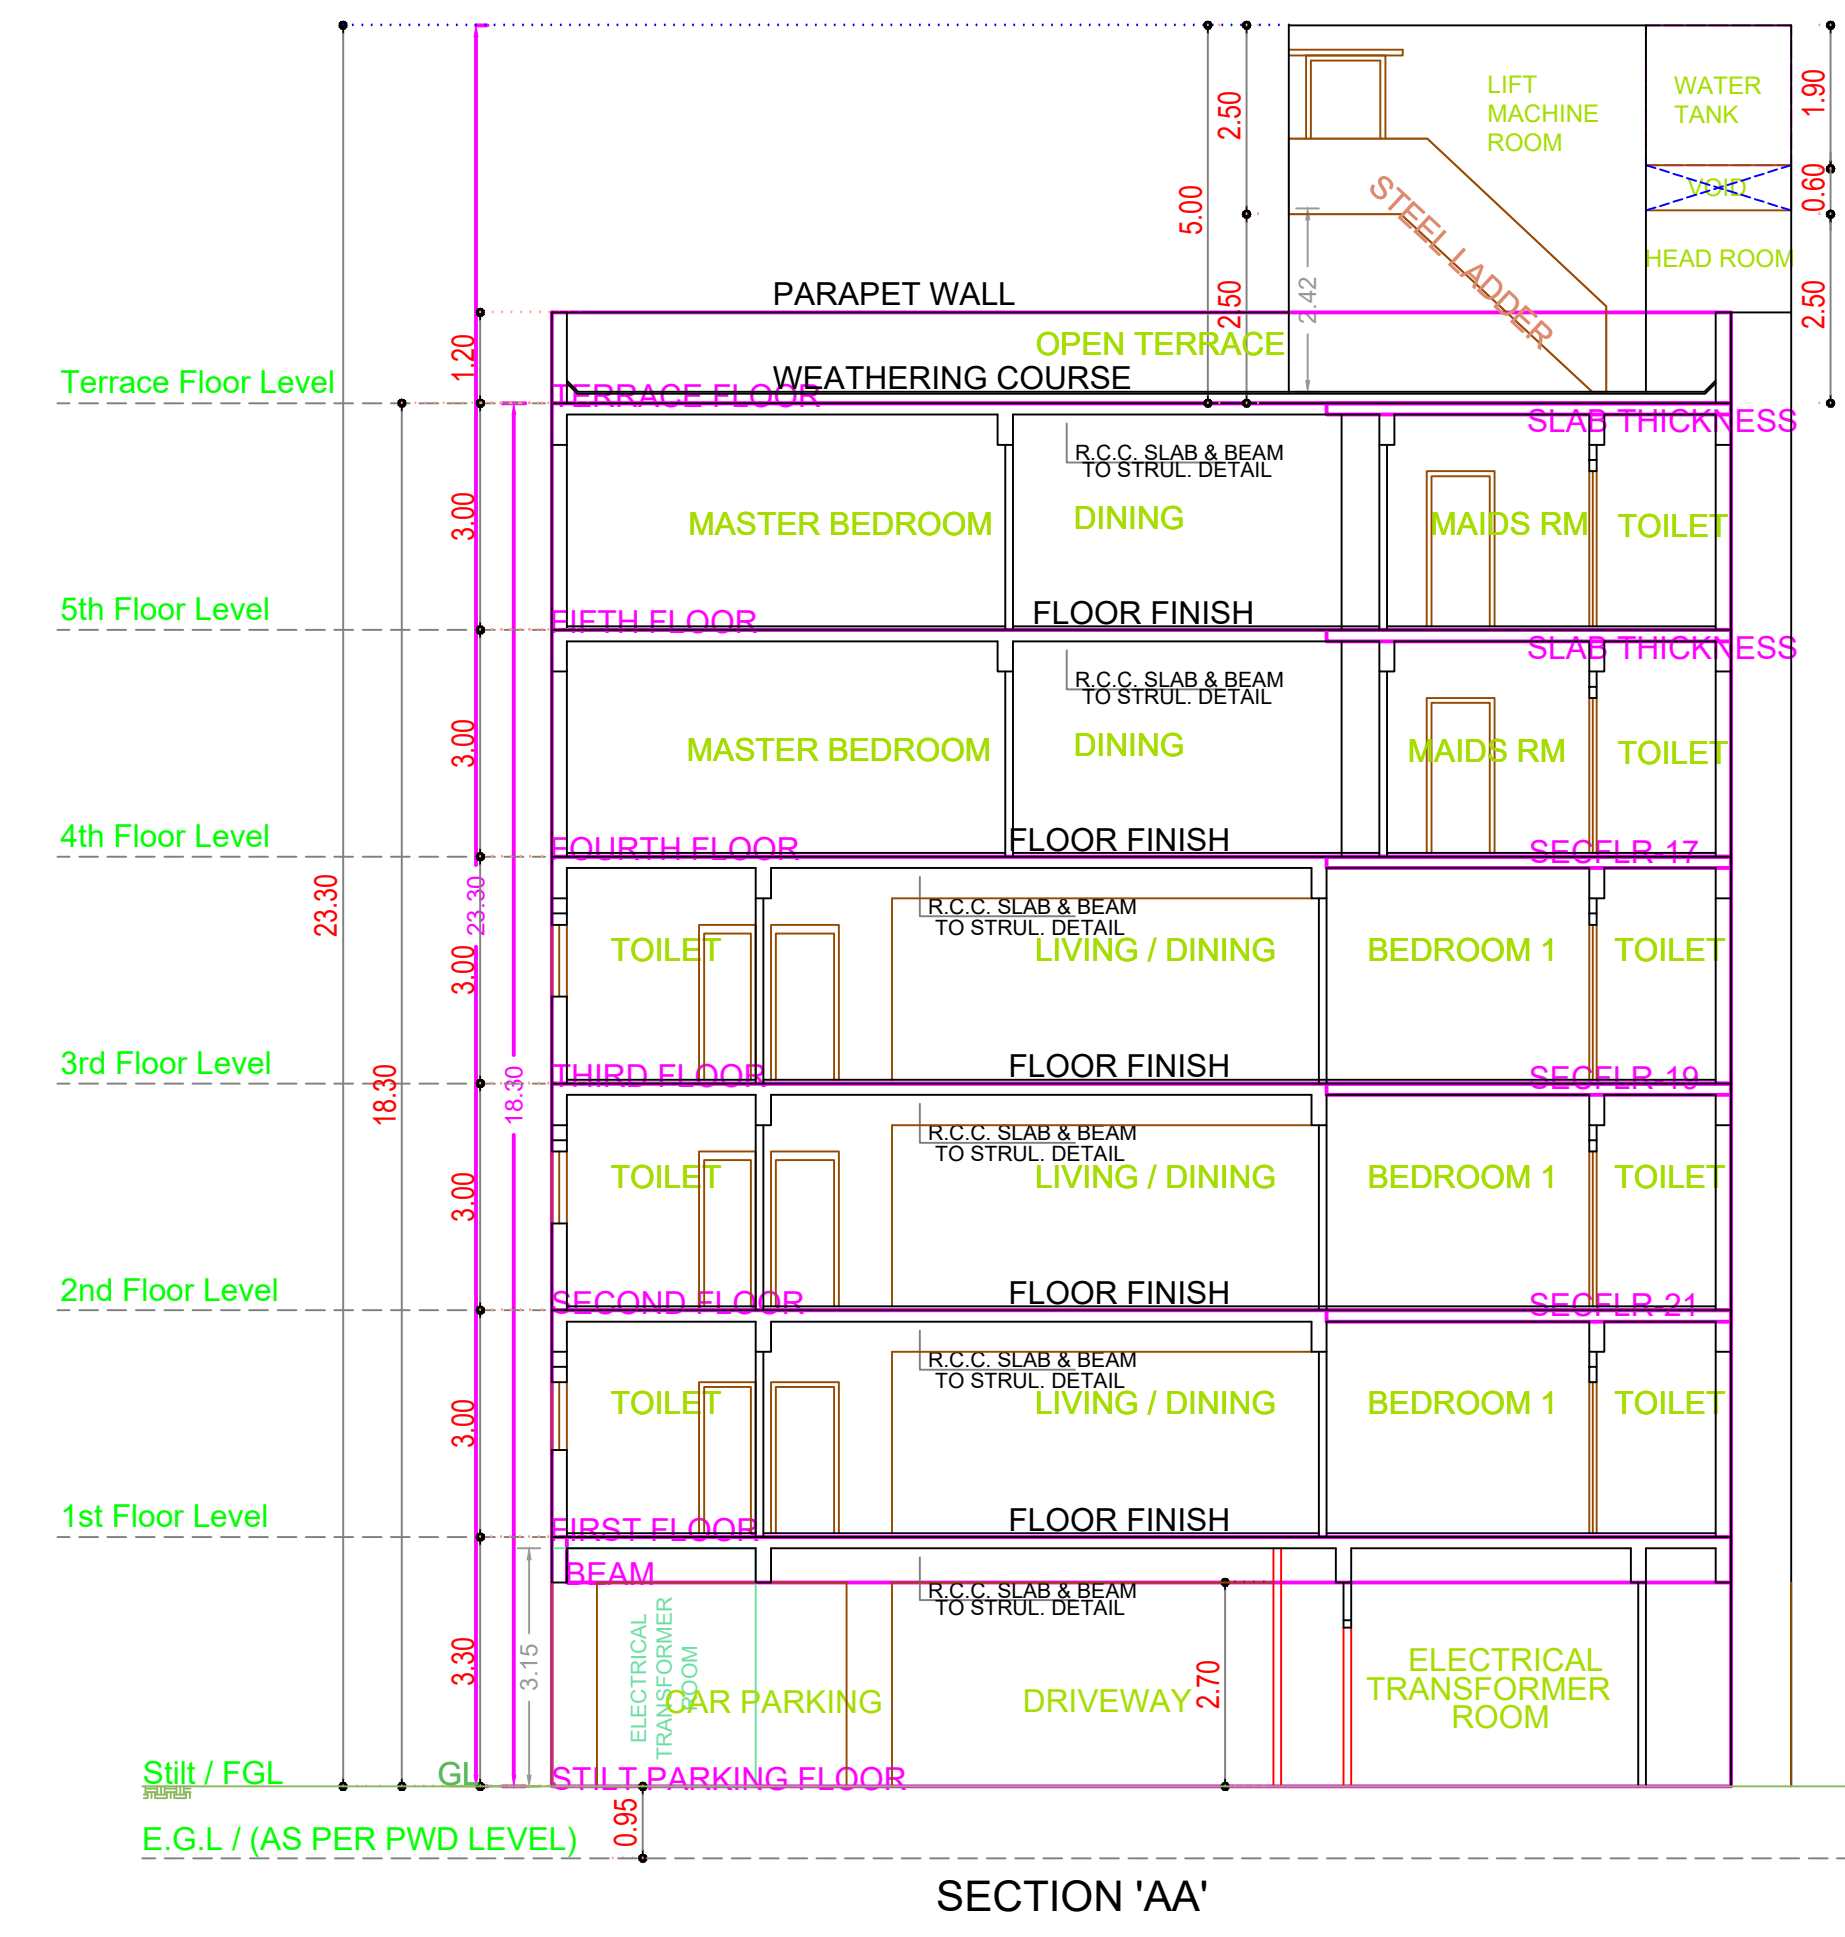 LIFT
MACHINE
ROOM
WATER
TANK
1.90
2.50
VOID
0.60
5.00
STEEL LADDER
HEAD ROOM
2.42
2.50
2.50
PARAPET WALL
OPEN TERRACE
1.20
WEATHERING COURSE
Terrace Floor Level
TERRACE FLOOR
SLAB THICKNESS
R.C.C. SLAB & BEAM
TO STRUL. DETAIL
3.00
MASTER BEDROOM
DINING
MAIDS RM
TOILET
5th Floor Level
FIFTH FLOOR
FLOOR FINISH
SLAB THICKNESS
R.C.C. SLAB & BEAM
TO STRUL. DETAIL
3.00
MASTER BEDROOM
DINING
MAIDS RM
TOILET
4th Floor Level
FOURTH FLOOR
FLOOR FINISH
SECFLR-17
23.30
23.30
R.C.C. SLAB & BEAM
TO STRUL. DETAIL
3.00
TOILET
LIVING / DINING
BEDROOM 1
TOILET
3rd Floor Level
THIRD FLOOR
FLOOR FINISH
SECFLR-19
18.30
18.30
R.C.C. SLAB & BEAM
TO STRUL. DETAIL
3.00
TOILET
LIVING / DINING
BEDROOM 1
TOILET
2nd Floor Level
SECOND FLOOR
FLOOR FINISH
SECFLR-21
R.C.C. SLAB & BEAM
TO STRUL. DETAIL
3.00
TOILET
LIVING / DINING
BEDROOM 1
TOILET
1st Floor Level
FIRST FLOOR
FLOOR FINISH
BEAM
R.C.C. SLAB & BEAM
TO STRUL. DETAIL
3.30
3.15
ELECTRICAL
TRANSFORMER
ROOM
CAR PARKING
DRIVEWAY
2.70
ELECTRICAL
TRANSFORMER
ROOM
Stilt / FGL
GL
STILT PARKING FLOOR
0.95
E.G.L / (AS PER PWD LEVEL)
SECTION 'AA'